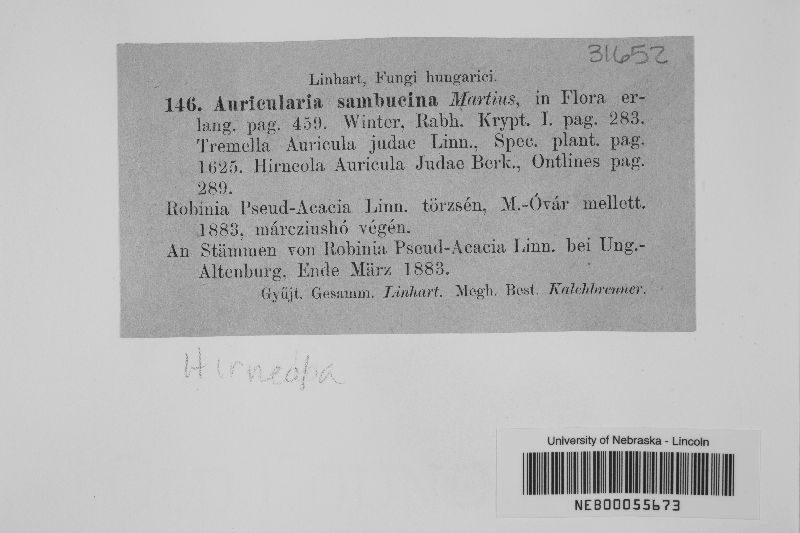 31652
Linhart, Fungi hungarici.
146. Auricularia sambucina Martius, in Flora er-
lang. pag. 459. Winter, Rabh. Krypt. I. pag. 283.
Tremella Auricula judae Linn., Spec. plant. pag.
1625. Hirneola Auricula Judae Berk., Ontlines pag.
289.
Robinia Pseud-Acacia Linn. törzsén, M.-Óvár mellett.
1883, márcziushó végén.
An Stämmen von Robinia Pseud-Acacia Linn. bei Ung.-
Altenburg, Ende März 1883.
Gyüjt. Gesamm. Linhart. Megh. Best. Kalchbrenner.
Hirneola
University of Nebraska - Lincoln
NEB00055673